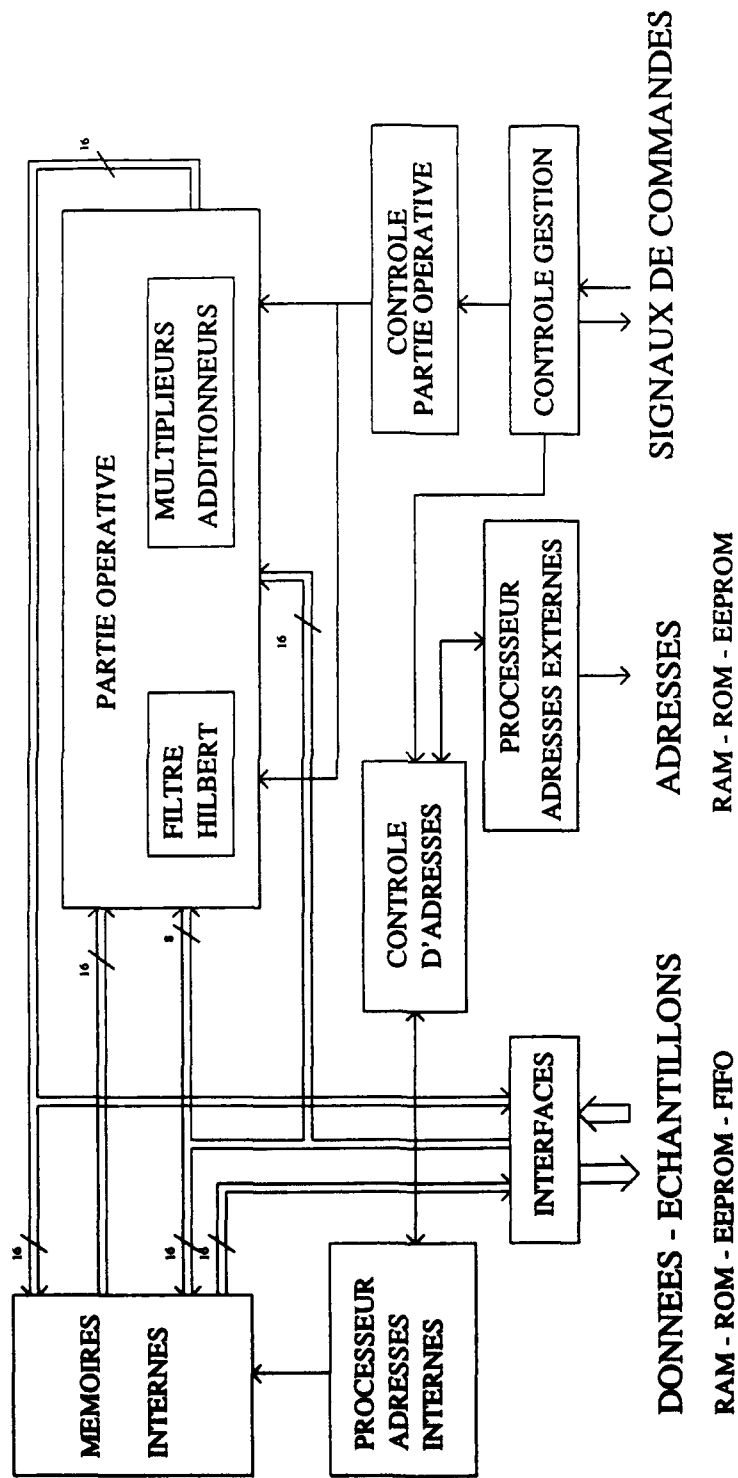 16
PARTIE OPERATIVE
FILTRE
HILBERT
MULTIPLIEURS
ADDITIONNEURS
16
16
8
16
16
16
MEMOIRES
INTERNES
CONTROLE
PARTIE OPERATIVE
CONTROLE
D'ADRESSES
PROCESSEUR
ADRESSES
INTERNES
INTERFACES
PROCESSEUR
ADRESSES EXTERNES
CONTROLE GESTION
DONNEES - ECHANTILLONS
RAM - ROM - EEPROM - FIFO
ADRESSES
RAM - ROM - EEPROM
SIGNAUX DE COMMANDES